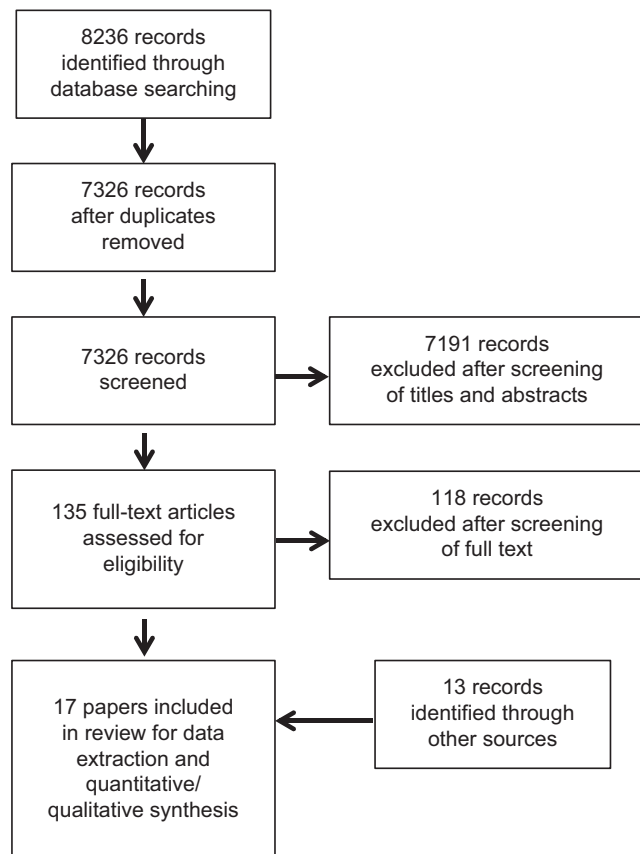 8236 records
identified through
database searching
7326 records
after duplicates
removed
7326 records
screened
7191 records
excluded after screening
of titles and abstracts
135 full-text articles
assessed for
eligibility
118 records
excluded after screening
of full text
17 papers included
in review for data
extraction and
quantitative/
qualitative synthesis
13 records
identified through
other sources